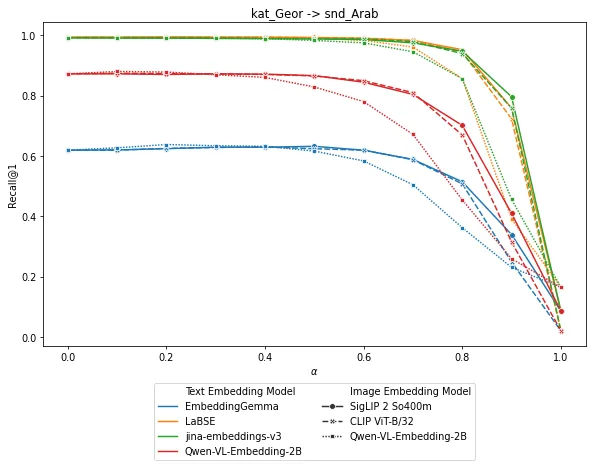 kat_Geor -> snd_Arab
Recall@1
1.0
0.8
0.6
0.4
0.2
0.0
0.0 0.2 0.4 0.6 0.8 1.0
α
Text Embedding Model
EmbeddingGemma
LaBSE
jina-embeddings-v3
Qwen-VL-Embedding-2B
Image Embedding Model
SigLIP 2 So400m
CLIP ViT-B/32
Qwen-VL-Embedding-2B